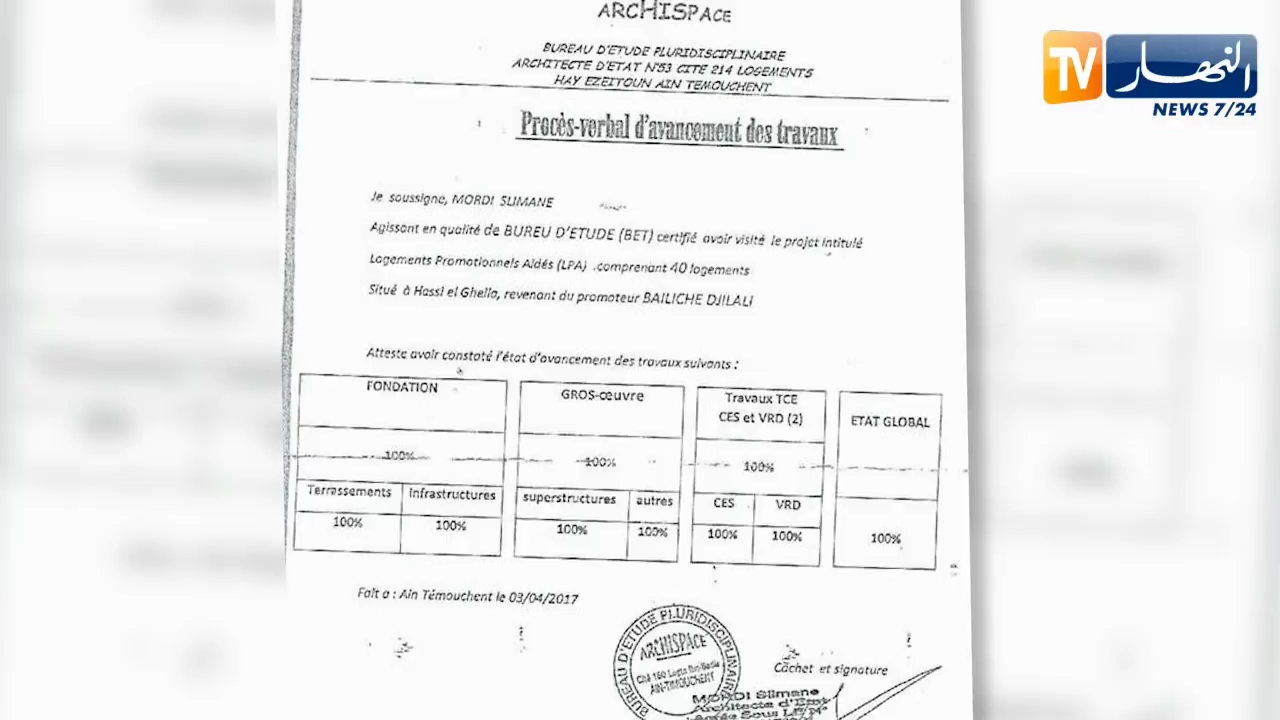 ARCHISPACE
BUREAU D'ETUDE PLURIDISCIPLINAIRE
ARCHITECTE D'ETAT N°53 CITE 214 LOGEMENTS
HAY EZEITOUN AIN TEMOUCHENT
TV النهار
NEWS 7/24
Procès-verbal d'avancement des travaux
Je soussigné, MORDI SLIMANE
Agissant en qualité de BUREU D'ETUDE (BET) certifié avoir visité le projet intitulé
Logements Promotionnels Aidés (LPA) .comprenant 40 logements
Situé à Hassi el Ghella, revenant du promoteur BAILICHE DJILALI
Atteste avoir constaté l'état d'avancement des travaux suivants :
FONDATION GROS-œuvre Travaux TCE CES et VRD (2) ETAT GLOBAL
100% 100% 100%
Terrassements Infrastructures superstructures autres CES VRD
100% 100% 100% 100% 100% 100% 100%
Fait a : Ain Témouchent le 03/04/2017
Cachet et signature
BUREAU D'ETUDE PLURIDISCIPLINAIRE
ARCHISPACE
AIN-TIMOUCHENT
MORDI Slimane
Architecte d'Etat